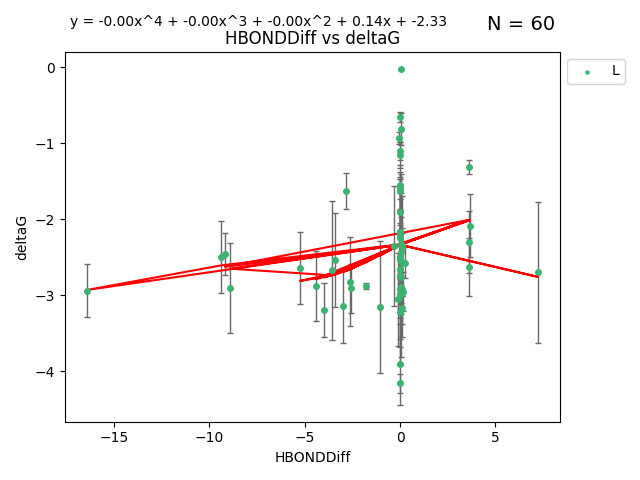 y = -0.00x^4 + -0.00x^3 + -0.00x^2 + 0.14x + -2.33
N = 60
HBONDDiff vs deltaG
L
0
−1
−2
−3
−4
deltaG
−15
−10
−5
0
5
HBONDDiff